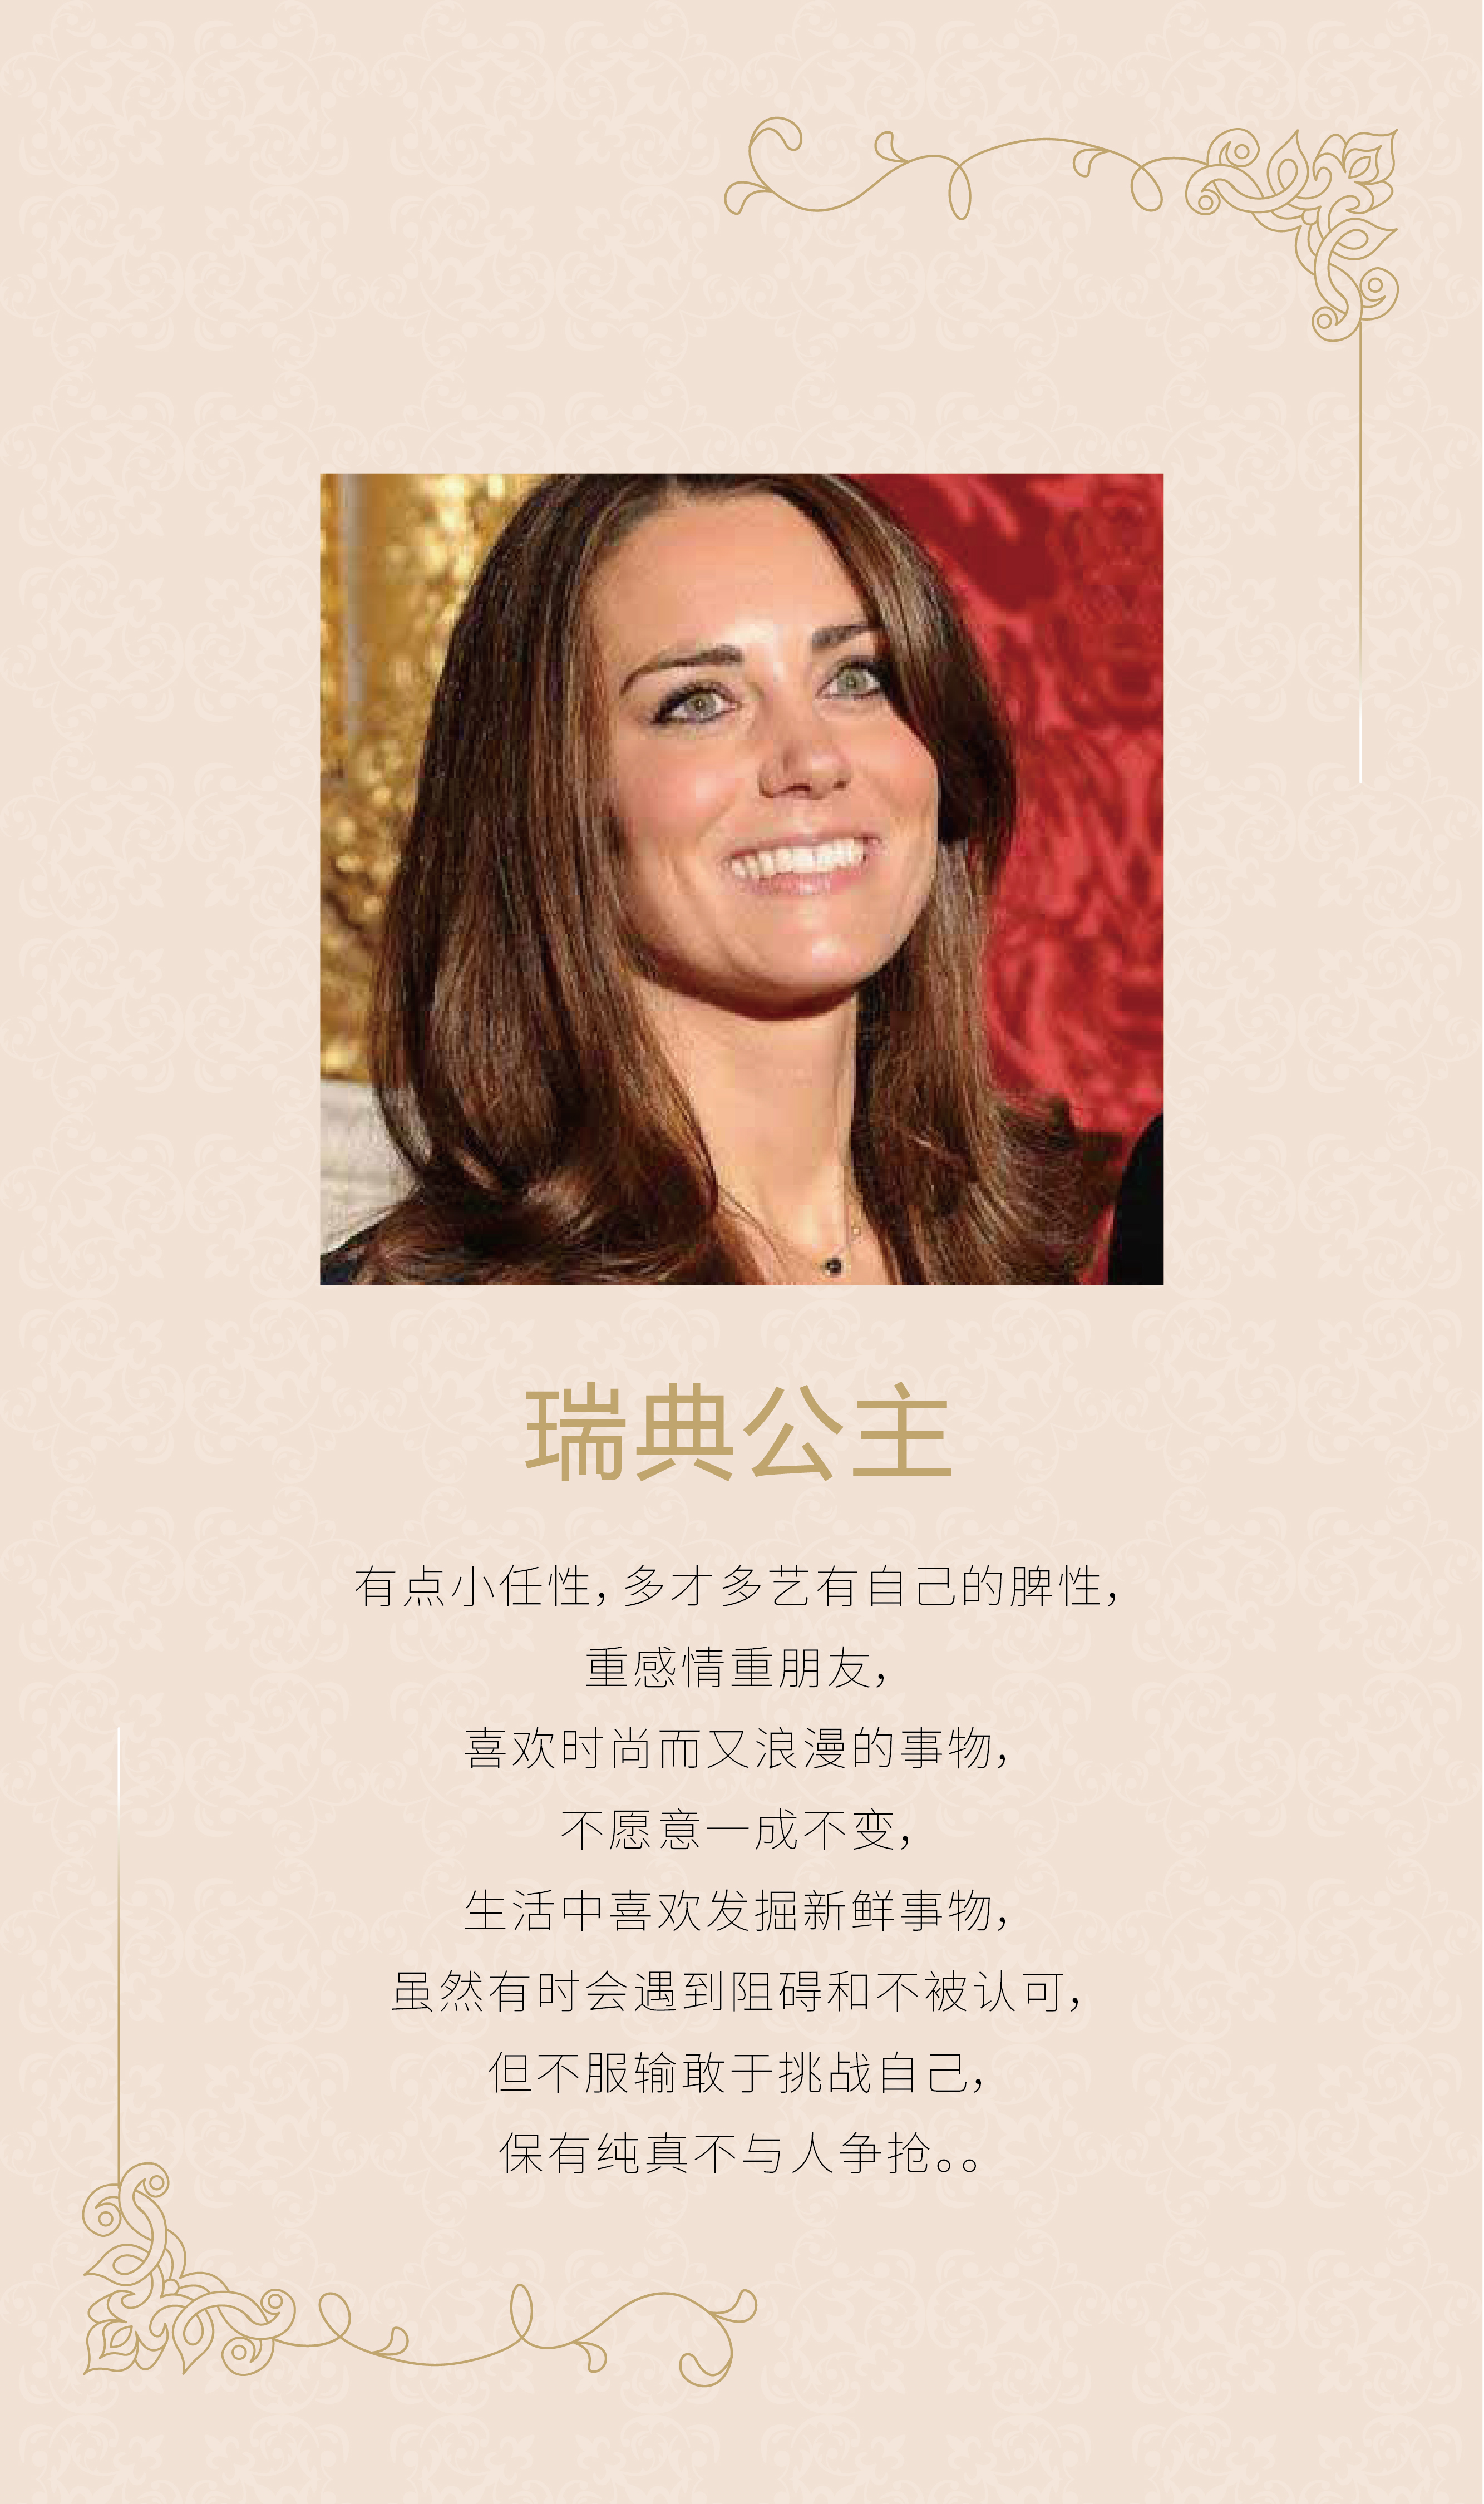 瑞典公主
有点小任性，多才多艺有自己的脾性，
重感情重朋友，
喜欢时尚而又浪漫的事物，
不愿意一成不变，
生活中喜欢发掘新鲜事物，
虽然有时会遇到阻碍和不被认可，
但不服输敢于挑战自己，
保有纯真不与人争抢。。